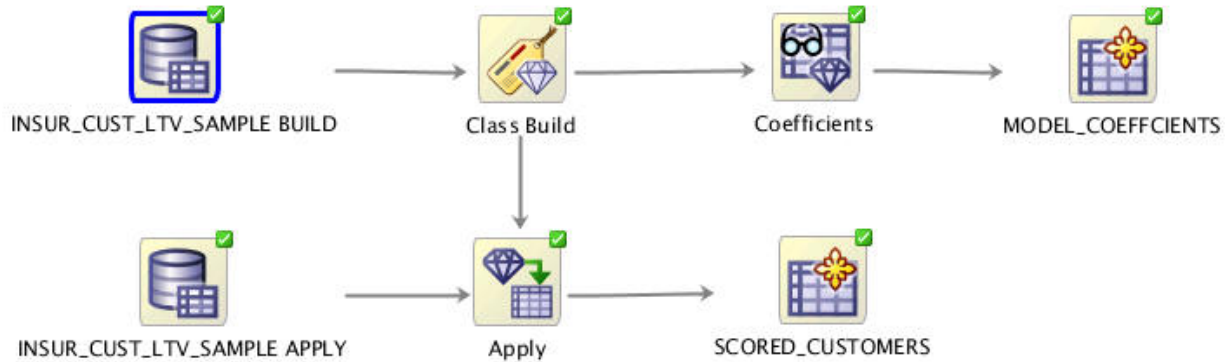 INSUR_CUST_LTV_SAMPLE BUILD
Class Build
Coefficients
MODEL_COEFFCIENTS
INSUR_CUST_LTV_SAMPLE APPLY
Apply
SCORED_CUSTOMERS